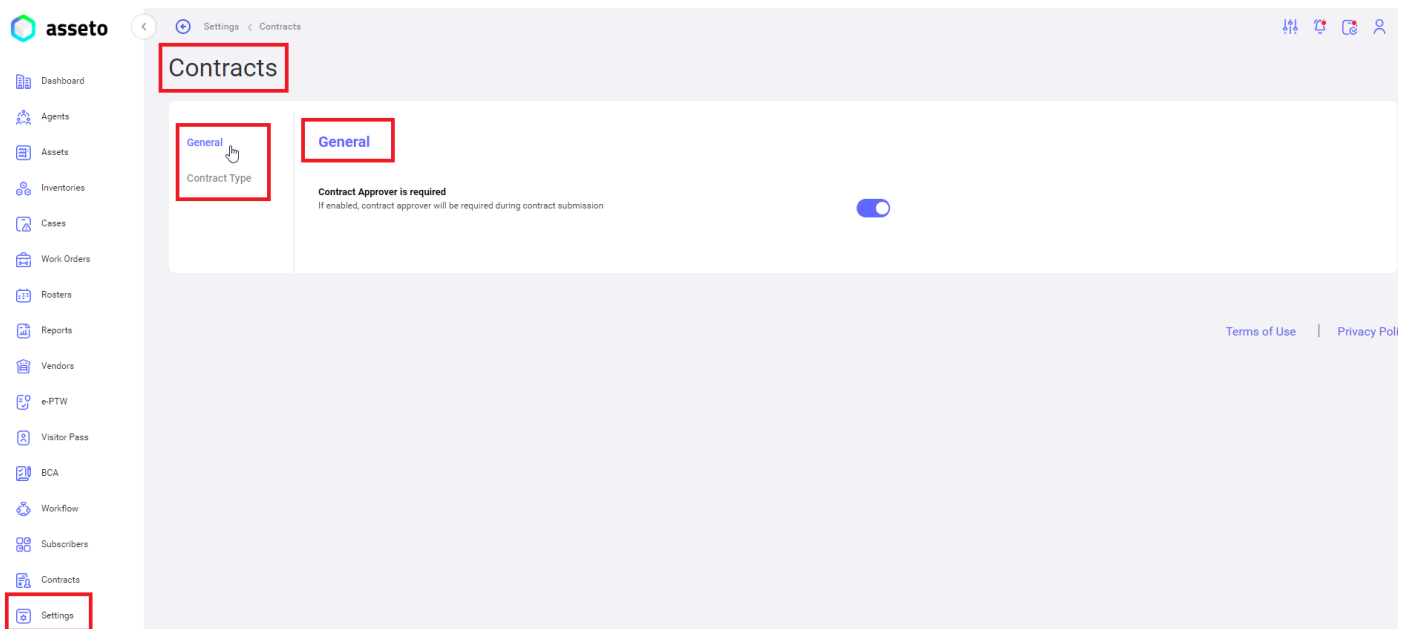 asseto
Settings < Contracts
Contracts
Dashboard
Agents
Assets
Inventories
Cases
Work Orders
Rosters
Reports
Vendors
e-PTW
Visitor Pass
BCA
Workflow
Subscribers
Contracts
Settings
General
Contract Type
General
Contract Approver is required
If enabled, contract approver will be required during contract submission
Terms of Use | Privacy Poli